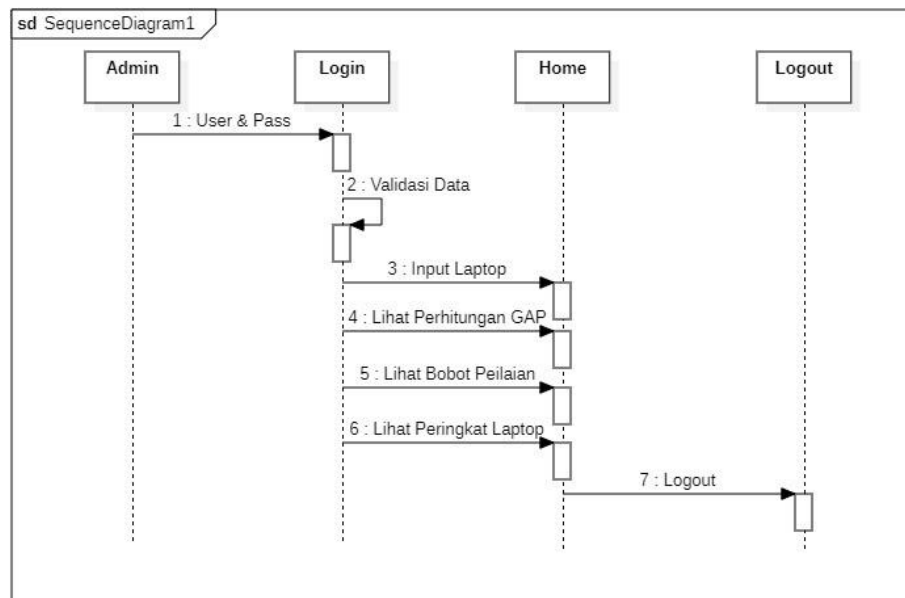 sd SequenceDiagram1
Admin
Login
Home
Logout
1 : User & Pass
2 : Validasi Data
3 : Input Laptop
4 : Lihat Perhitungan GAP
5 : Lihat Bobot Peilaian
6 : Lihat Peringkat Laptop
7 : Logout